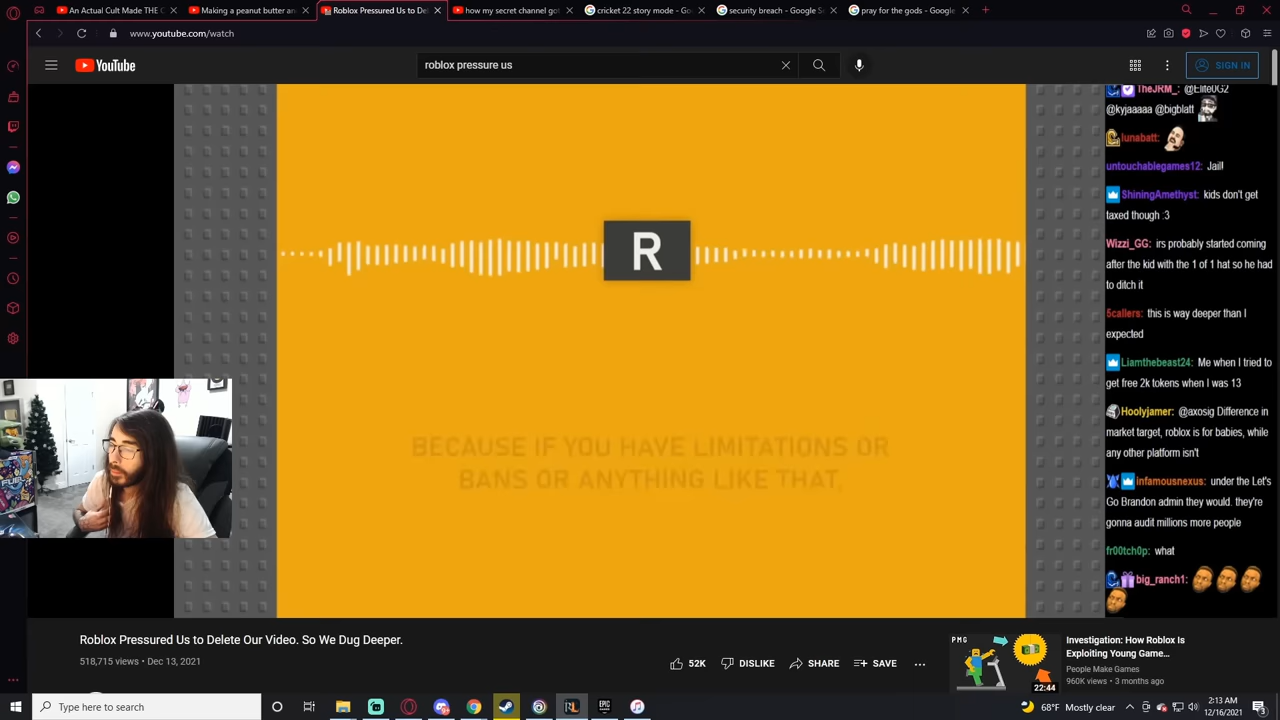 An Actual Cult Made THE C
Making a peanut butter an
Roblox Pressured Us to Del
how my secret channel got
cricket 22 story mode - Go
security breach - Google S
pray for the gods - Google
www.youtube.com/watch
YouTube
roblox pressure us
SIGN IN
TheJRM_: @Elite0G2
@kyjaaaaa @bigblatt
lunabatt:
untouchablegames12: Jail!
ShiningAmethyst: kids don't get
taxed though :3
Wizzi_GG: irs probably started coming
after the kid with the 1 of 1 hat so he had
to ditch it
5callers: this is way deeper than I
expected
Liamthebeast24: Me when I tried to
get free 2k tokens when I was 13
Hoolyjamer: @axosig Difference in
market target, roblox is for babies, while
any other platform isn't
infamousnexus: under the Let's
Go Brandon admin they would. they're
gonna audit millions more people
fr00tch0p: what
big_ranch1:
R
BECAUSE IF YOU HAVE LIMITATIONS OR
BANS OR ANYTHING LIKE THAT,
FUEL
Roblox Pressured Us to Delete Our Video. So We Dug Deeper.
518,715 views • Dec 13, 2021
52K
DISLIKE
SHARE
SAVE
PMG
22:44
Investigation: How Roblox Is
Exploiting Young Game...
People Make Games
960K views • 3 months ago
Type here to search
EPIC
68°F Mostly clear
2:13 AM
12/16/2021
3